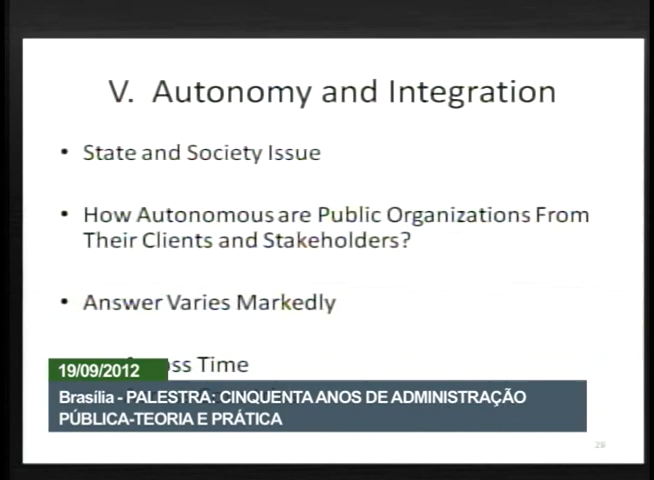 V. Autonomy and Integration
• State and Society Issue
• How Autonomous are Public Organizations From
Their Clients and Stakeholders?
• Answer Varies Markedly
Time
19/09/2012
Brasília - PALESTRA: CINQUENTA ANOS DE ADMINISTRAÇÃO
PÚBLICA-TEORIA E PRÁTICA
29